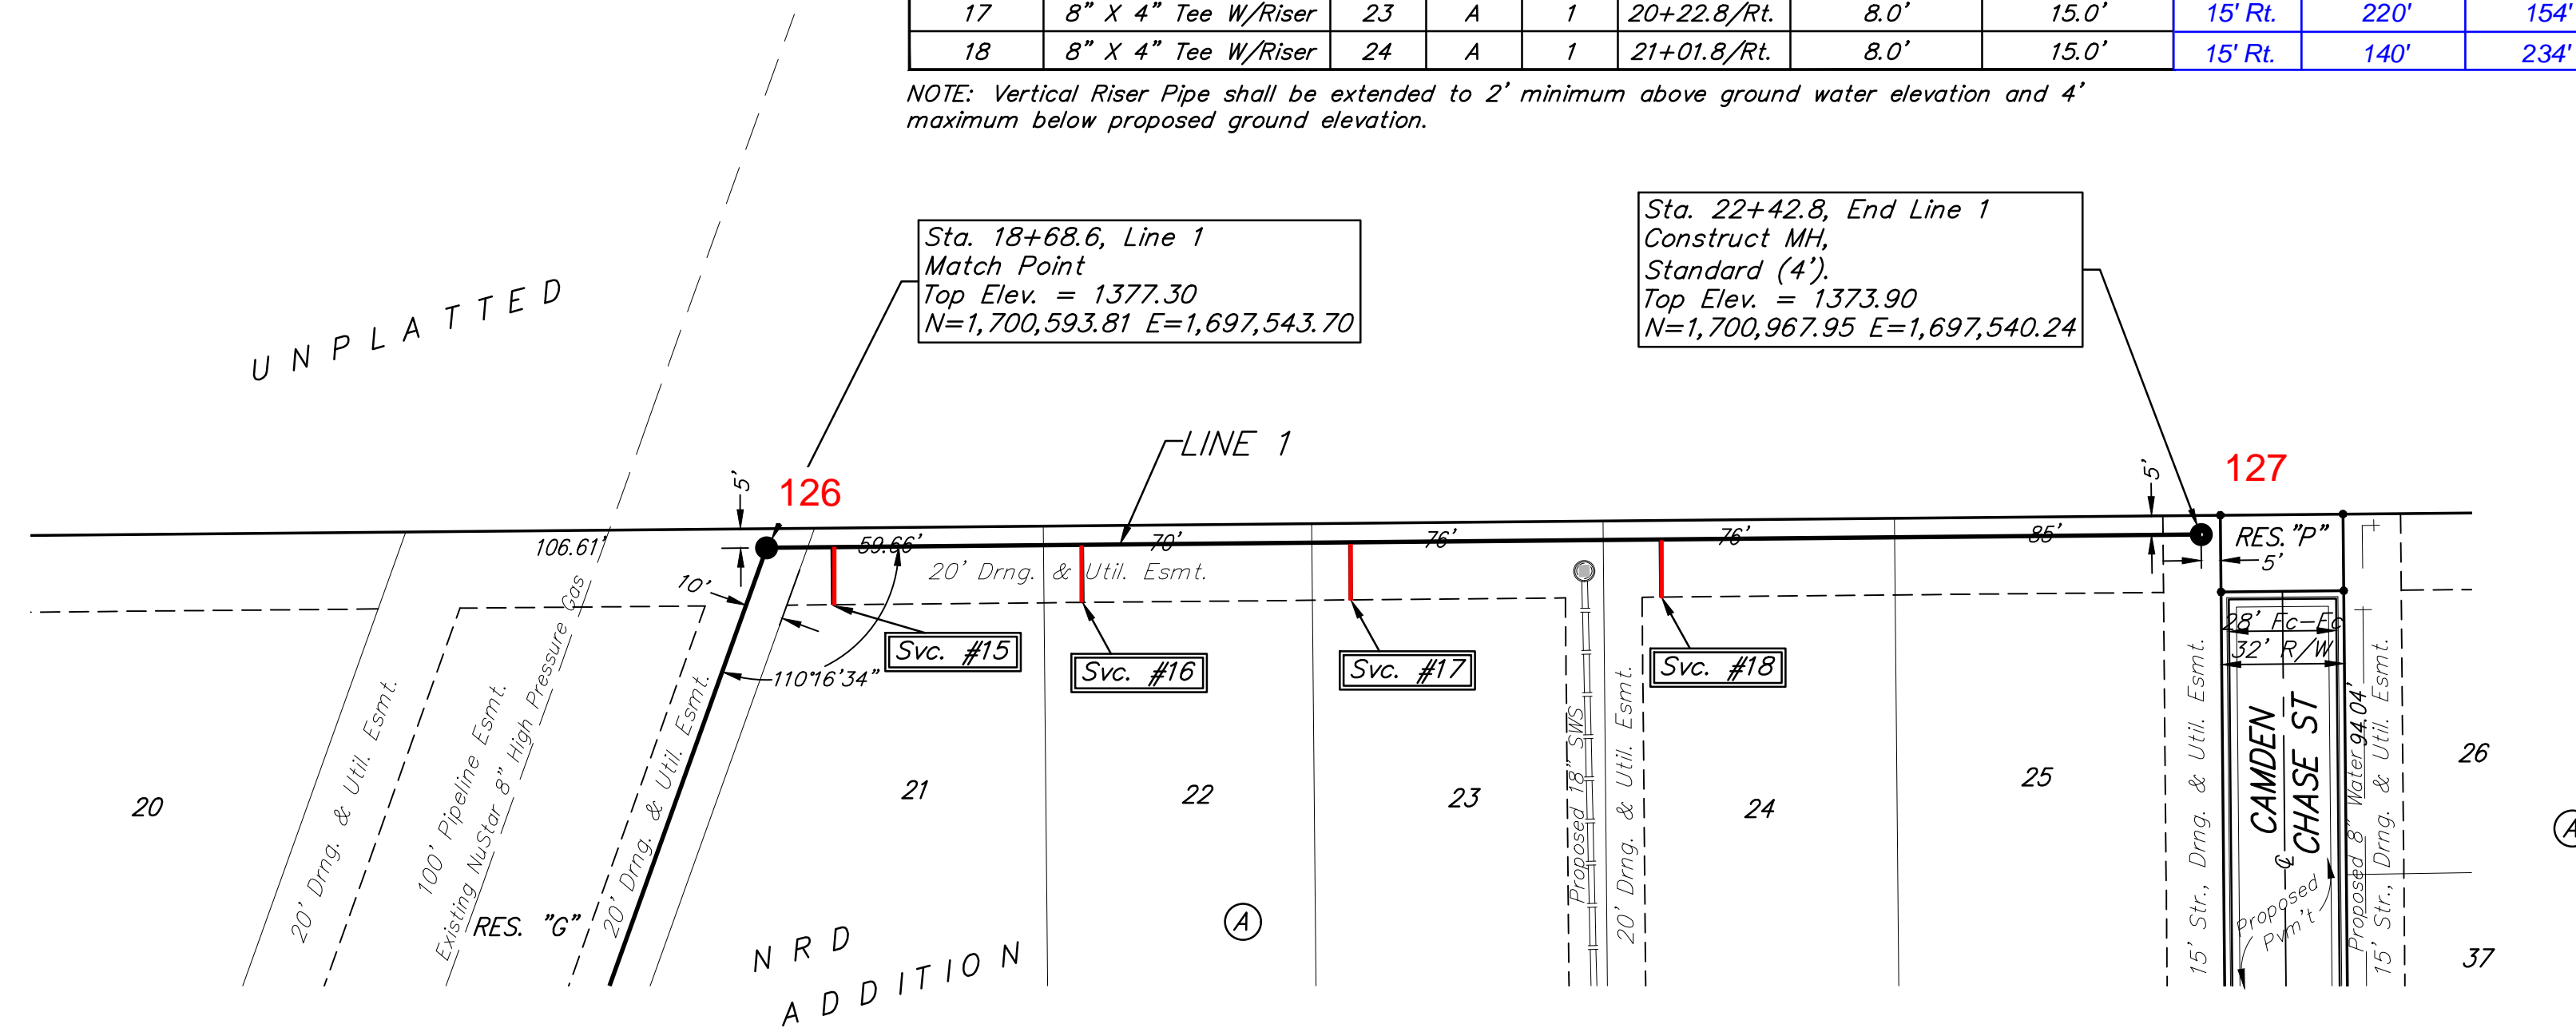 17 8" X 4" Tee W/Riser 23 A 1 20+22.8/Rt. 8.0' 15.0' 15' Rt. 220' 154'
18 8" X 4" Tee W/Riser 24 A 1 21+01.8/Rt. 8.0' 15.0' 15' Rt. 140' 234'
NOTE: Vertical Riser Pipe shall be extended to 2' minimum above ground water elevation and 4'
maximum below proposed ground elevation.
Sta. 18+68.6, Line 1
Match Point
Top Elev. = 1377.30
N=1,700,593.81 E=1,697,543.70
Sta. 22+42.8, End Line 1
Construct MH,
Standard (4').
Top Elev. = 1373.90
N=1,700,967.95 E=1,697,540.24
UNPLATTED
LINE 1
126
127
5'
5'
106.61'
59.66'
70'
76'
76'
85'
RES. "P"
5'
20' Drng. & Util. Esmt.
10'
110°16'34"
Svc. #15
Svc. #16
Svc. #17
Svc. #18
28' Fc-Fc
32' R/W
20' Drng. & Util. Esmt.
100' Pipeline Esmt.
Existing NuStar 8" High Pressure Gas
20' Drng. & Util. Esmt.
RES. "G"
Proposed 18" SWS
20' Drng. & Util. Esmt.
15' Str., Drng. & Util. Esmt.
CAMDEN
CHASE ST
℄
Proposed
Pvm't
Proposed 8" Water
94.04'
15' Str., Drng. & Util. Esmt.
20
21
22
23
24
25
26
37
A
A
NRD
ADDITION